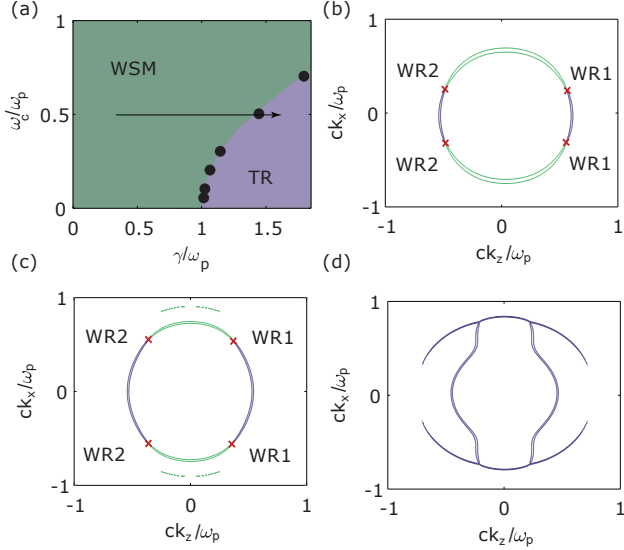 (a)
1
0.5
0
ω_c/ω_p
WSM
TR
0
0.5
1
1.5
γ/ω_p
(b)
1
0
-1
ck_x/ω_p
WR2
WR1
WR2
WR1
-1
0
1
ck_z/ω_p
(c)
1
0
-1
ck_x/ω_p
WR2
WR1
WR2
WR1
-1
0
1
ck_z/ω_p
(d)
1
0
-1
ck_x/ω_p
-1
0
1
ck_z/ω_p